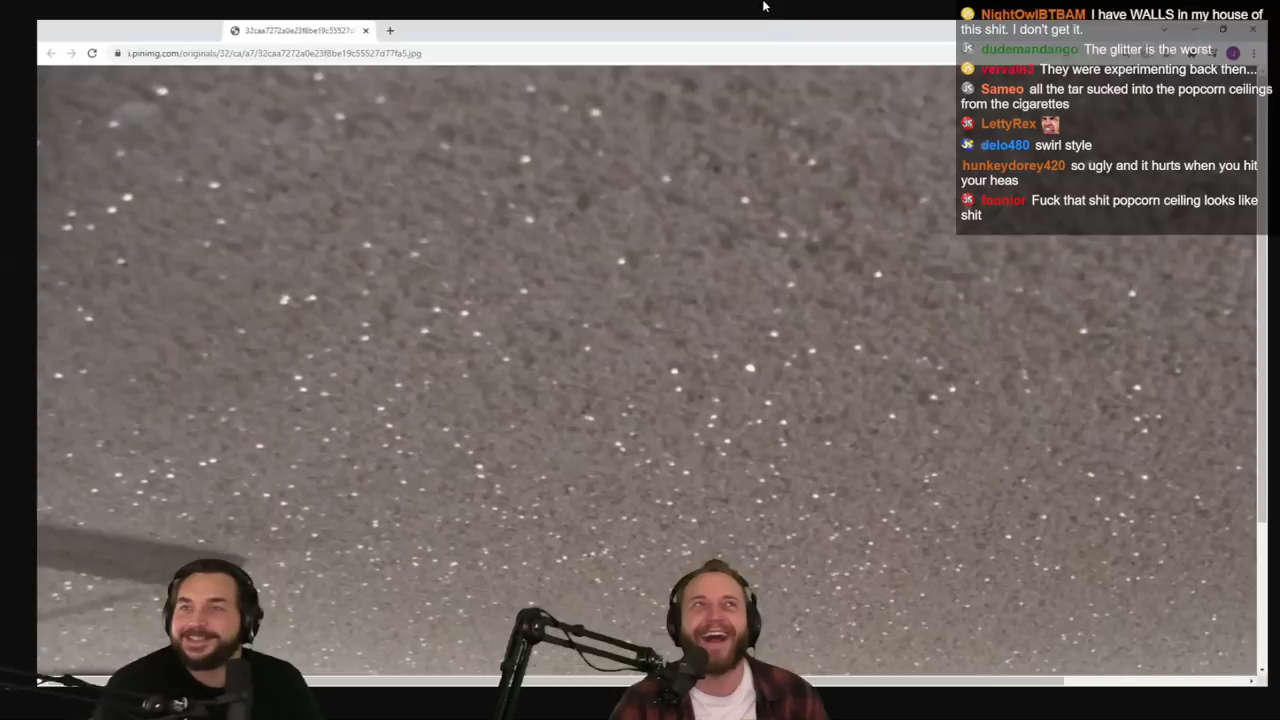 32caa7272a0e23f8be19c55527d
i.pinimg.com/originals/32/ca/a7/32caa7272a0e23f8be19c55527d77fa5.jpg
NightOwlBTBAM I have WALLS in my house of
this shit. I don't get it.
dudemandango The glitter is the worst.
vervain3 They were experimenting back then...
Sameo all the tar sucked into the popcorn ceilings
from the cigarettes
LettyRex
delo480 swirl style
hunkeydorey420 so ugly and it hurts when you hit
your heas
Fuck that shit popcorn ceiling looks like
shit